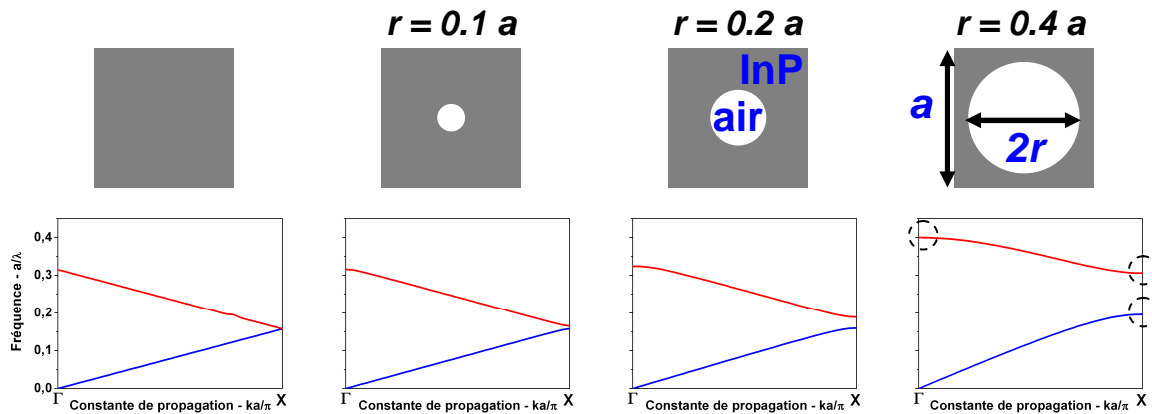 r = 0.1 a
r = 0.2 a
r = 0.4 a
InP
air
a
2r
Fréquence - a/λ
0,4
0,3
0,2
0,1
0,0
Γ
Constante de propagation - ka/π
X
Γ
Constante de propagation - ka/π
X
Γ
Constante de propagation - ka/π
X
Γ
Constante de propagation - ka/π
X